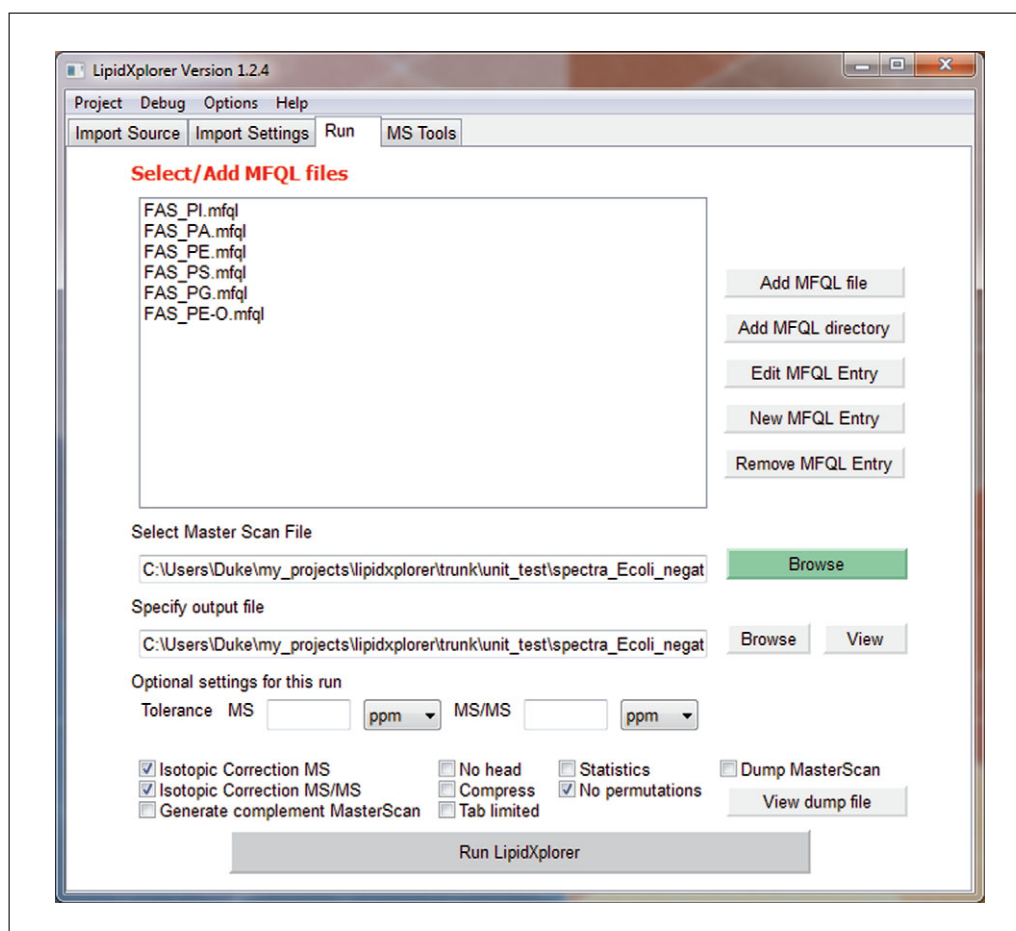 LipidXplorer Version 1.2.4
Project Debug Options Help
Import Source Import Settings Run MS Tools
Select/Add MFQL files
FAS_PI.mfql
FAS_PA.mfql
FAS_PE.mfql
FAS_PS.mfql
FAS_PG.mfql
FAS_PE-O.mfql
Add MFQL file
Add MFQL directory
Edit MFQL Entry
New MFQL Entry
Remove MFQL Entry
Select Master Scan File
C:\Users\Duke\my_projects\lipidxplorer\trunk\unit_test\spectra_Ecoli_negat Browse
Specify output file
C:\Users\Duke\my_projects\lipidxplorer\trunk\unit_test\spectra_Ecoli_negat Browse View
Optional settings for this run
Tolerance MS ppm MS/MS ppm
Isotopic Correction MS No head Statistics Dump MasterScan
Isotopic Correction MS/MS Compress No permutations
Generate complement MasterScan Tab limited View dump file
Run LipidXplorer